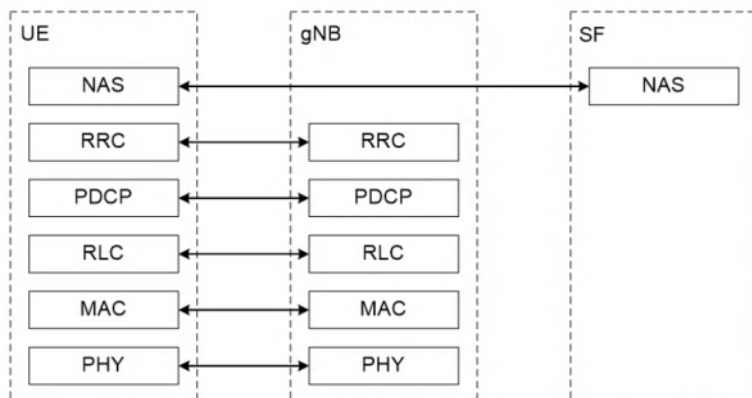 UE gNB SF
NAS NAS
RRC RRC
PDCP PDCP
RLC RLC
MAC MAC
PHY PHY